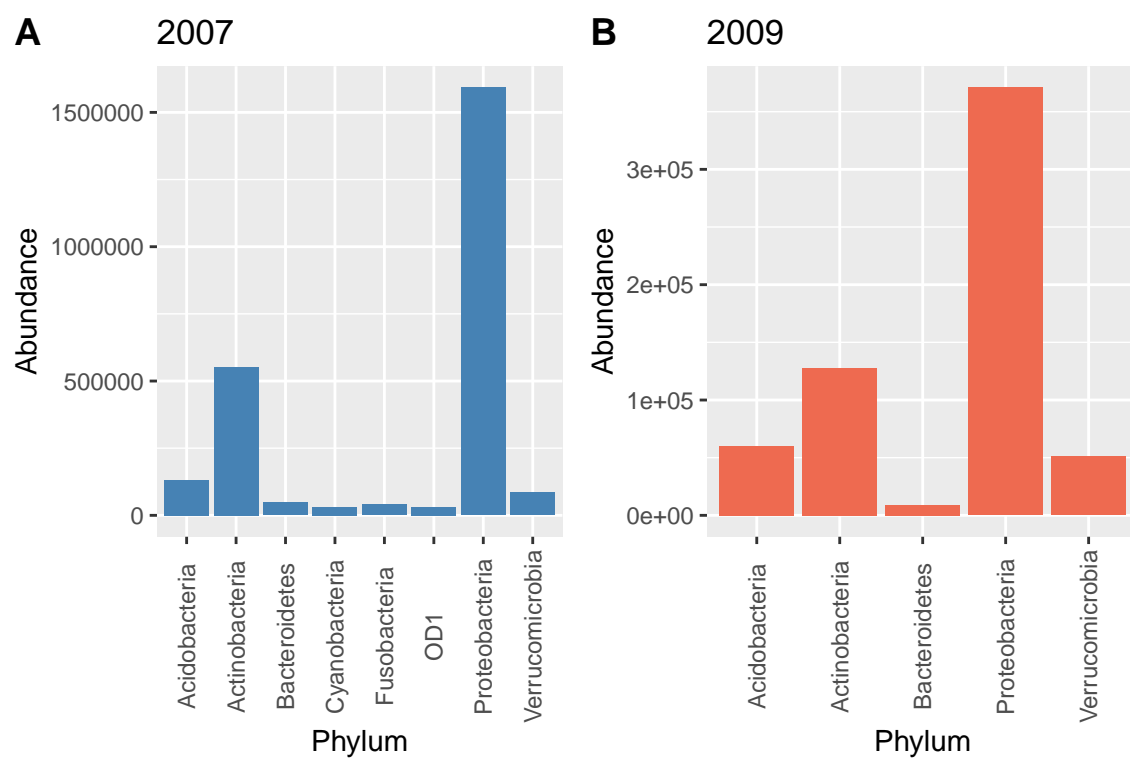 A
2007
Abundance
1500000
1000000
500000
0
Acidobacteria
Actinobacteria
Bacteroidetes
Cyanobacteria
Fusobacteria
OD1
Proteobacteria
Verrucomicrobia
Phylum
B
2009
Abundance
3e+05
2e+05
1e+05
0e+00
Acidobacteria
Actinobacteria
Bacteroidetes
Proteobacteria
Verrucomicrobia
Phylum